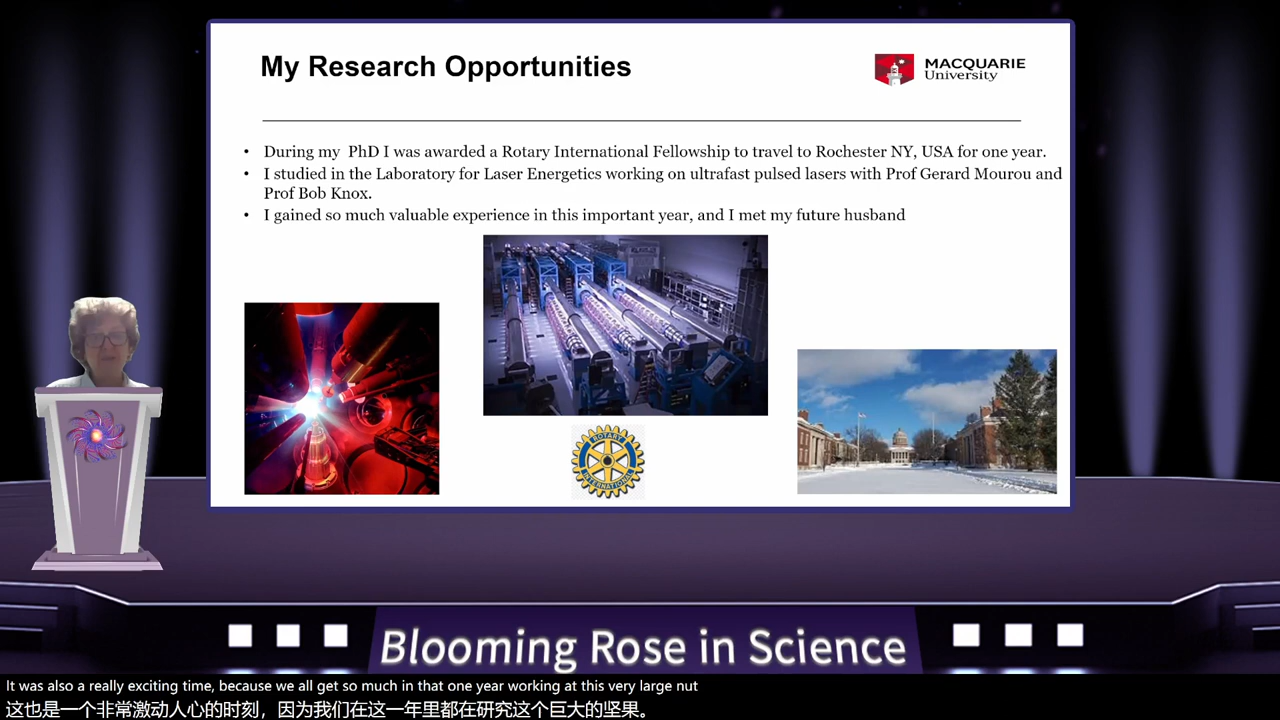 My Research Opportunities
MACQUARIE
University
• During my PhD I was awarded a Rotary International Fellowship to travel to Rochester NY, USA for one year.
• I studied in the Laboratory for Laser Energetics working on ultrafast pulsed lasers with Prof Gerard Mourou and
Prof Bob Knox.
• I gained so much valuable experience in this important year, and I met my future husband
ROTARY
INTERNATIONAL
Blooming Rose in Science
It was also a really exciting time, because we all get so much in that one year working at this very large nut
这也是一个非常激动人心的时刻，因为我们在这一年里都在研究这个巨大的坚果。